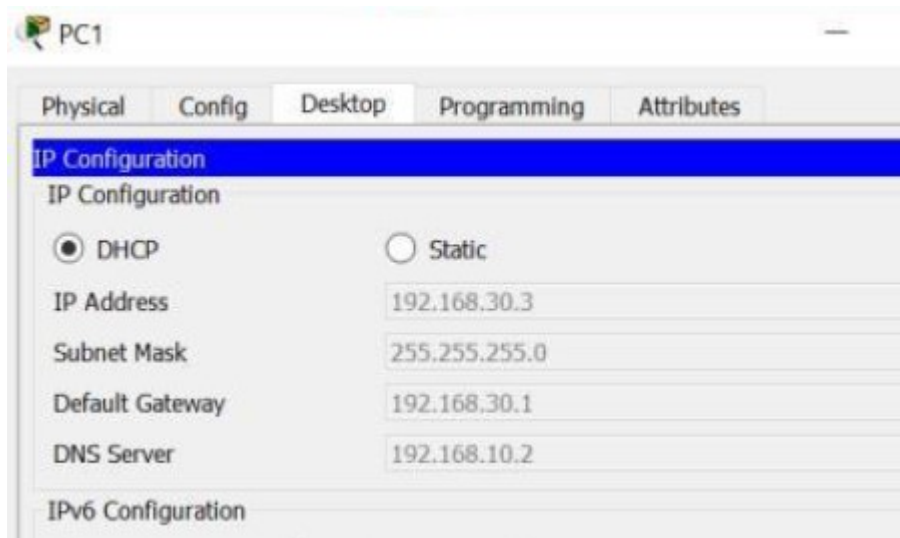 PC1
Physical Config Desktop Programming Attributes
IP Configuration
IP Configuration
DHCP Static
IP Address 192.168.30.3
Subnet Mask 255.255.255.0
Default Gateway 192.168.30.1
DNS Server 192.168.10.2
IPv6 Configuration